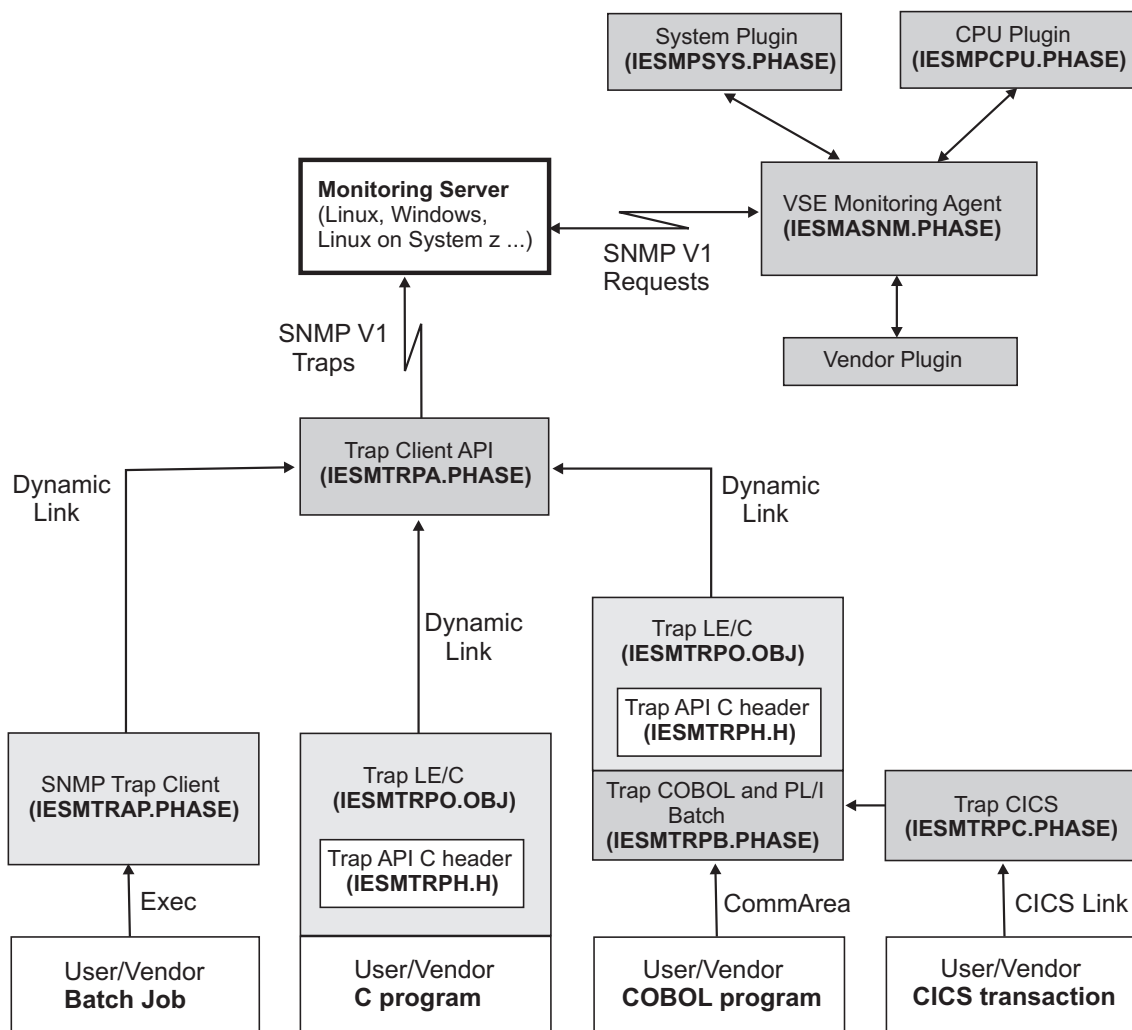 System Plugin
(IESMPSYS.PHASE)
CPU Plugin
(IESMPCPU.PHASE)
Monitoring Server
(Linux, Windows,
Linux on System z ...)
VSE Monitoring Agent
(IESMASNM.PHASE)
SNMP V1
Requests
SNMP V1
Traps
Vendor Plugin
Trap Client API
(IESMTRPA.PHASE)
Dynamic
Link
Dynamic
Link
Dynamic
Link
Trap LE/C
(IESMTRPO.OBJ)
Trap API C header
(IESMTRPH.H)
SNMP Trap Client
(IESMTRAP.PHASE)
Trap LE/C
(IESMTRPO.OBJ)
Trap API C header
(IESMTRPH.H)
Trap COBOL and PL/I
Batch
(IESMTRPB.PHASE)
Trap CICS
(IESMTRPC.PHASE)
Exec
CommArea
CICS Link
User/Vendor
Batch Job
User/Vendor
C program
User/Vendor
COBOL program
User/Vendor
CICS transaction